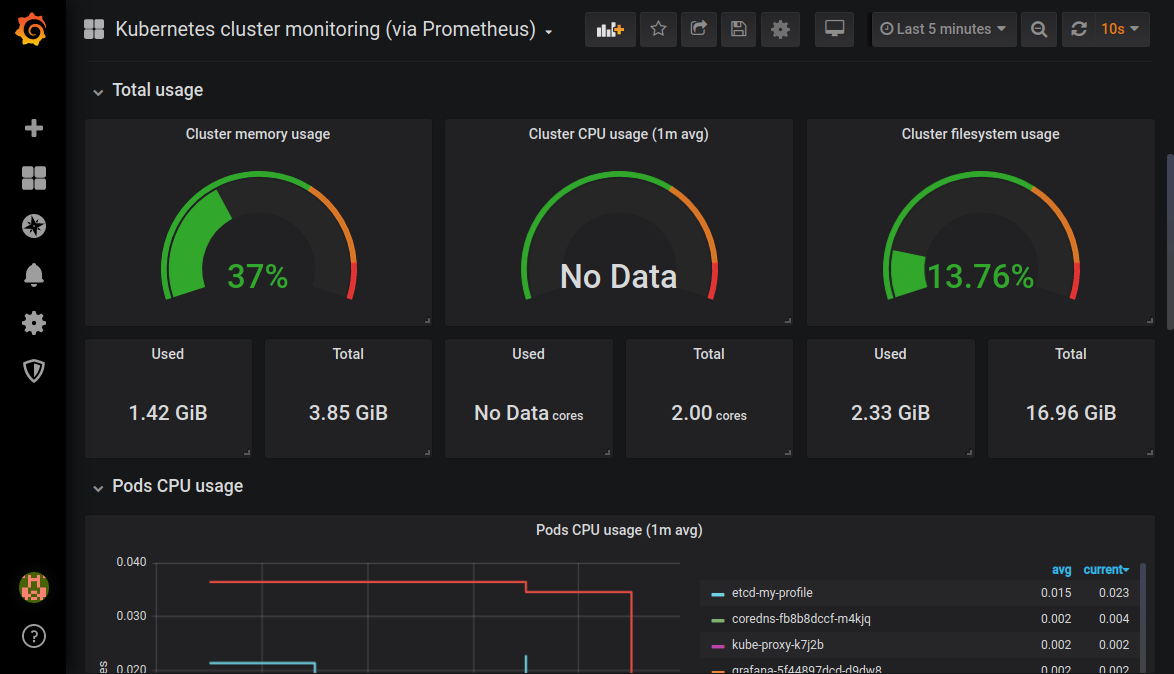 Kubernetes cluster monitoring (via Prometheus)
Last 5 minutes
10s
Total usage
Cluster memory usage
37%
Cluster CPU usage (1m avg)
No Data
Cluster filesystem usage
13.76%
Used
1.42 GiB
Total
3.85 GiB
Used
No Data cores
Total
2.00 cores
Used
2.33 GiB
Total
16.96 GiB
Pods CPU usage
Pods CPU usage (1m avg)
0.040
0.030
0.020
avg current
etcd-my-profile 0.015 0.023
coredns-fb8b8dccf-m4kjq 0.002 0.004
kube-proxy-k7j2b 0.002 0.002
grafana-5f44897dcd-d9dw8 0.002 0.002
?